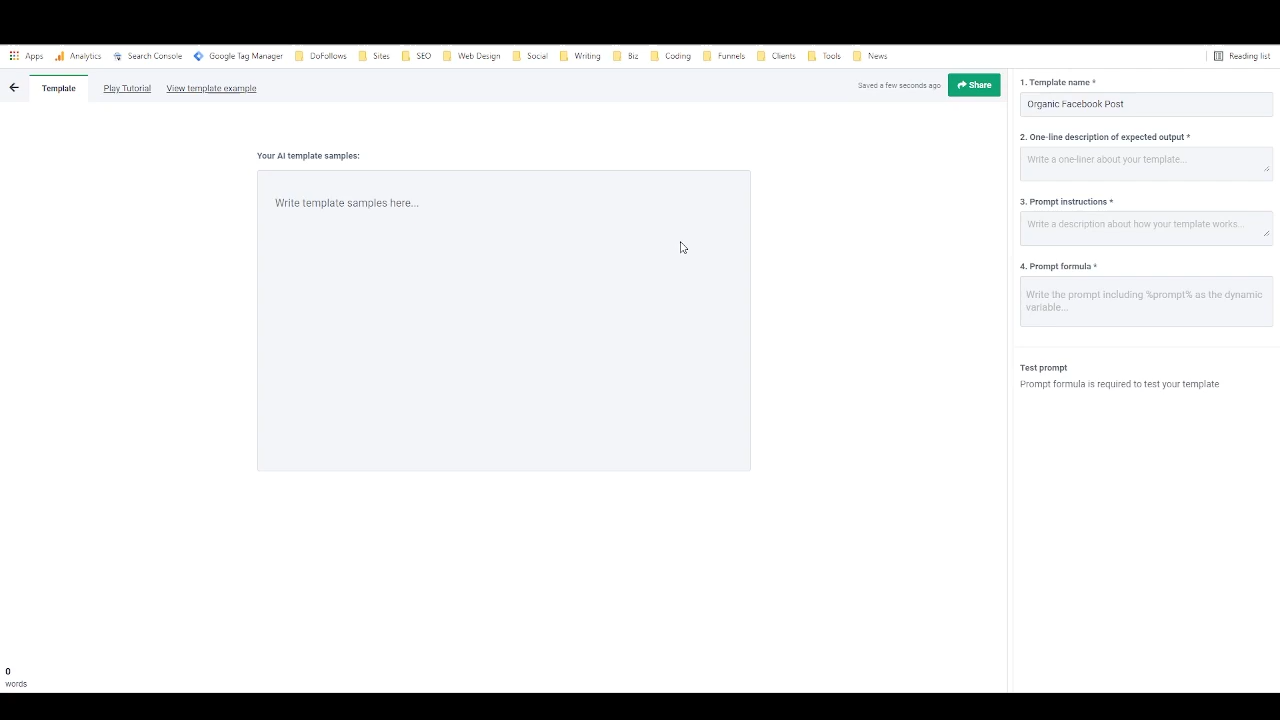 Apps Analytics Search Console Google Tag Manager DoFollows Sites SEO Web Design Social Writing Biz Coding Funnels Clients Tools News Reading list
Template Play Tutorial View template example Saved a few seconds ago Share
Your AI template samples:
Write template samples here...
0
words
1. Template name *
Organic Facebook Post
2. One-line description of expected output *
Write a one-liner about your template...
3. Prompt instructions *
Write a description about how your template works...
4. Prompt formula *
Write the prompt including %prompt% as the dynamic
variable...
Test prompt
Prompt formula is required to test your template